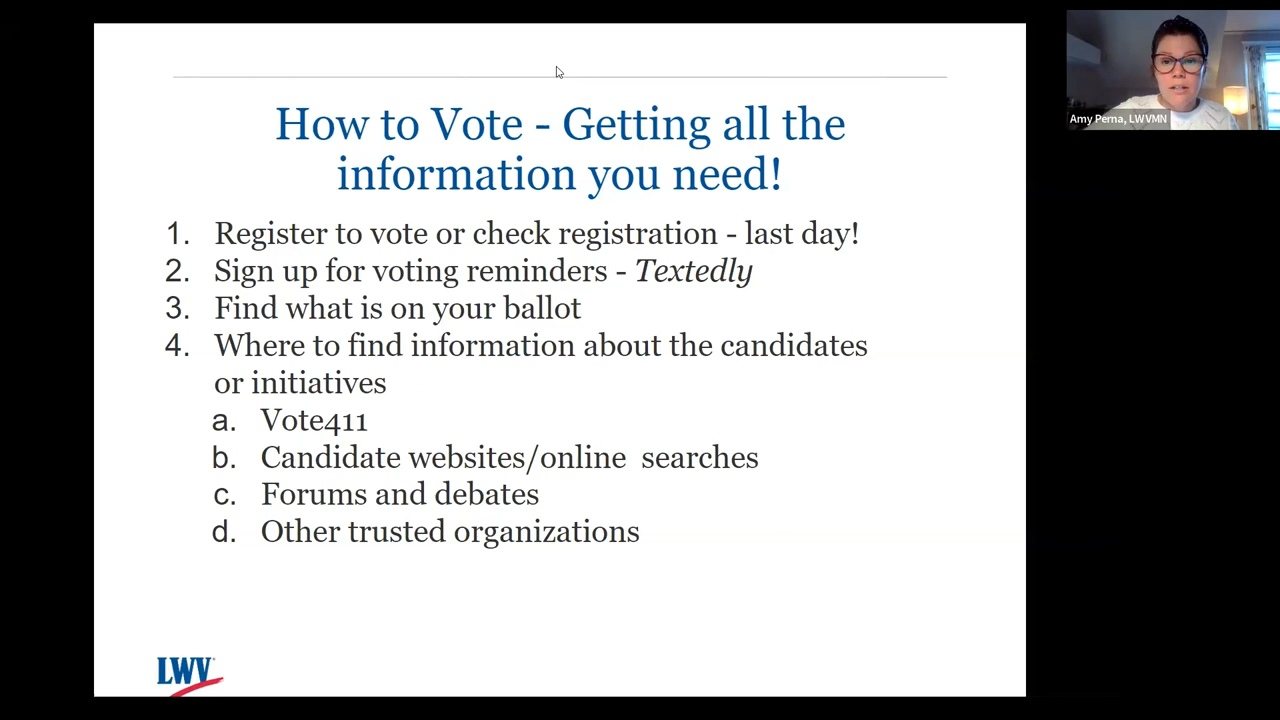 How to Vote - Getting all the
information you need!
1. Register to vote or check registration - last day!
2. Sign up for voting reminders - Textedly
3. Find what is on your ballot
4. Where to find information about the candidates
or initiatives
a. Vote411
b. Candidate websites/online  searches
c. Forums and debates
d. Other trusted organizations
LWV
Amy Perna, LWVMN